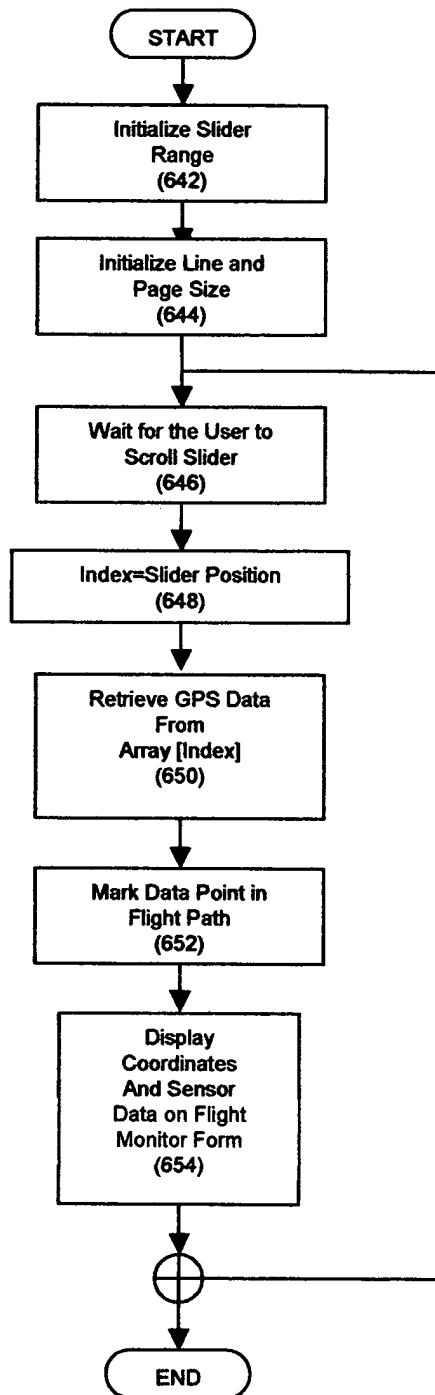 START
Initialize Slider
Range
(642)
Initialize Line and
Page Size
(644)
Wait for the User to
Scroll Slider
(646)
Index=Slider Position
(648)
Retrieve GPS Data
From
Array [Index]
(650)
Mark Data Point in
Flight Path
(652)
Display
Coordinates
And Sensor
Data on Flight
Monitor Form
(654)
END